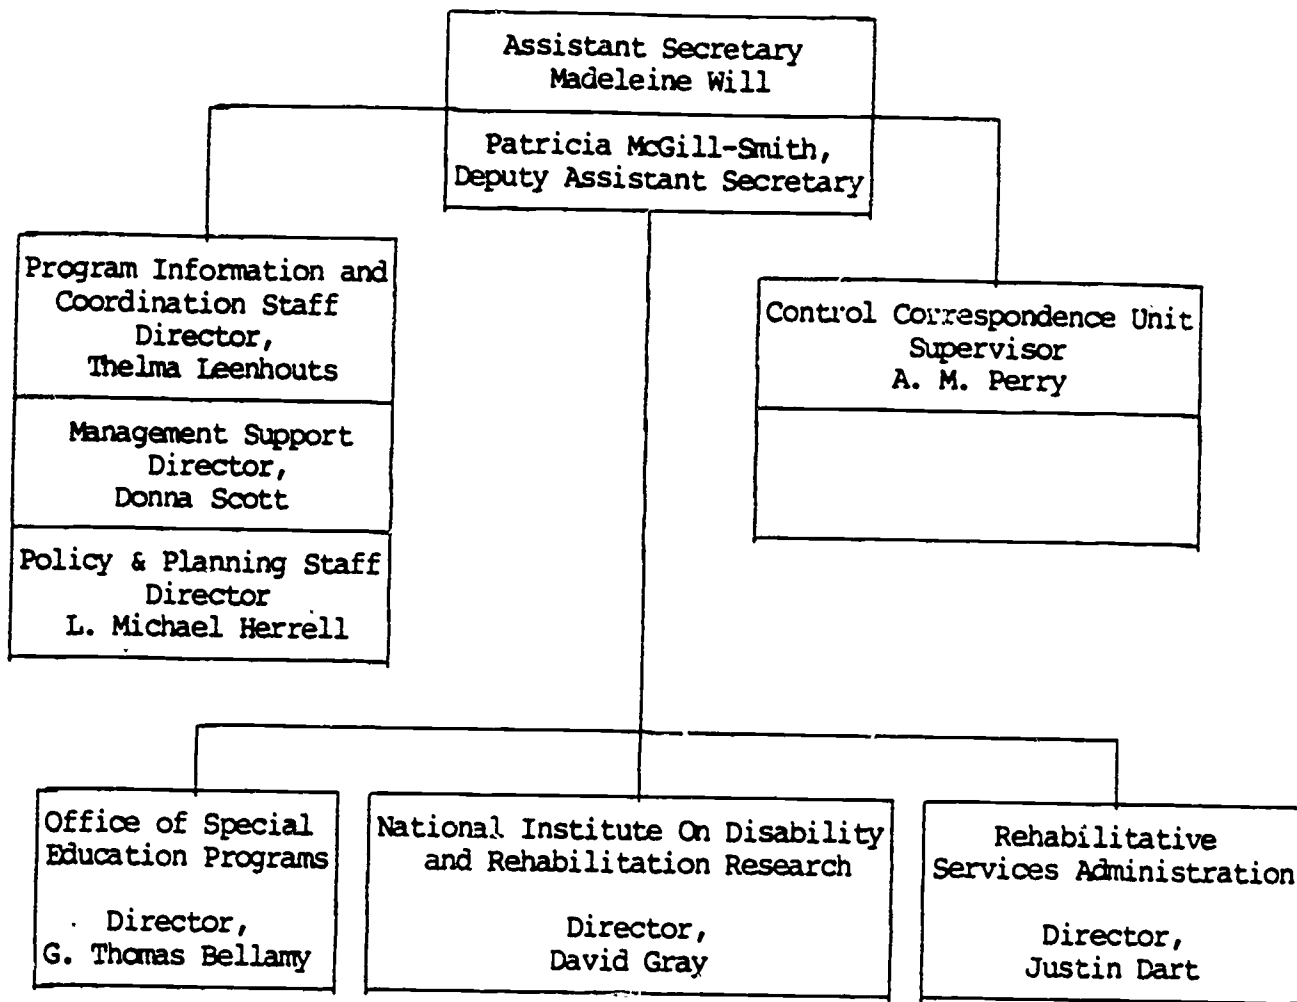 Assistant Secretary
Madeleine Will
Patricia McGill-Smith,
Deputy Assistant Secretary
Program Information and
Coordination Staff
Director,
Thelma Leenhouts
Management Support
Director,
Donna Scott
Policy & Planning Staff
Director
L. Michael Herrell
Control Correspondence Unit
Supervisor
A. M. Perry
Office of Special
Education Programs
Director,
G. Thomas Bellamy
National Institute On Disability
and Rehabilitation Research
Director,
David Gray
Rehabilitative
Services Administration
Director,
Justin Dart